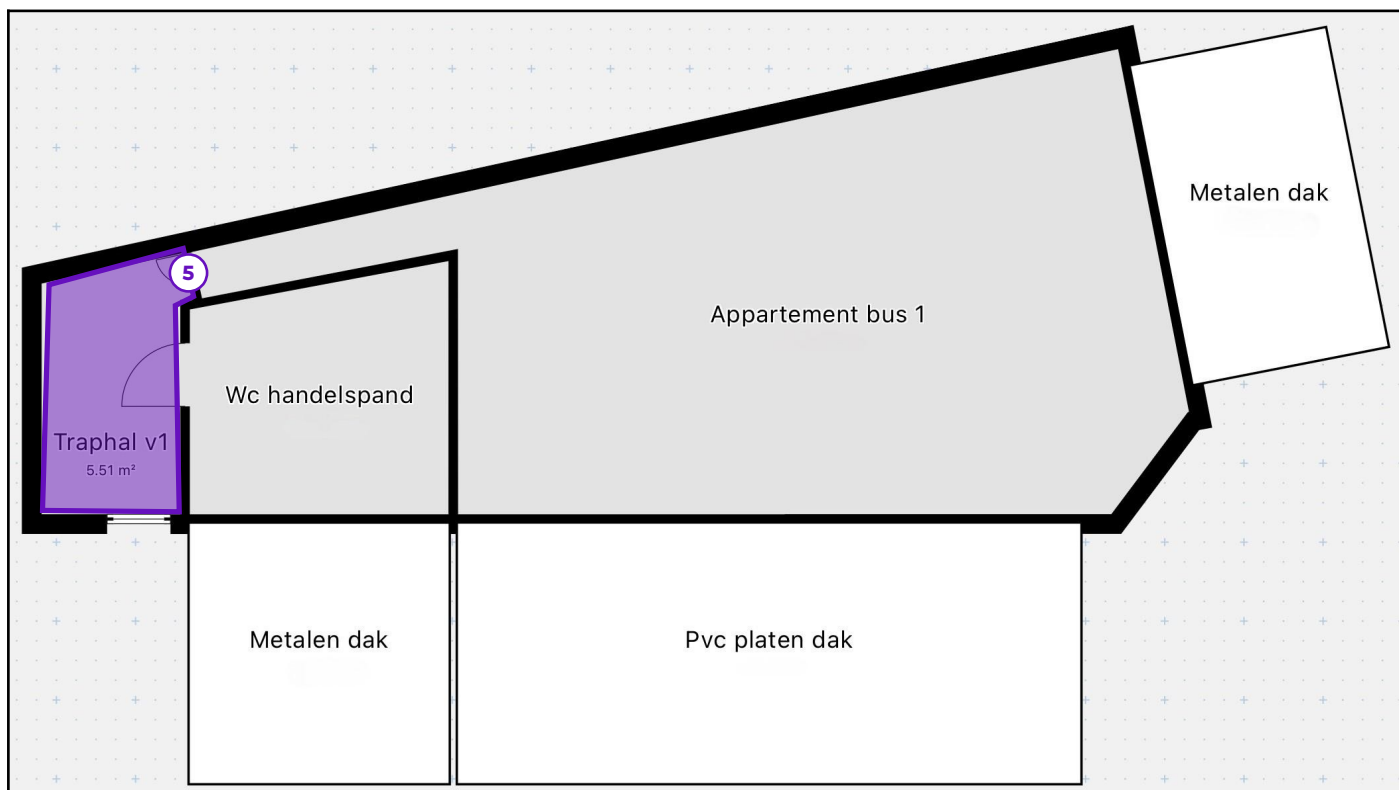 Metalen dak
5
Appartement bus 1
Wc handelspand
Traphal v1
5.51 m²
Metalen dak
Pvc platen dak